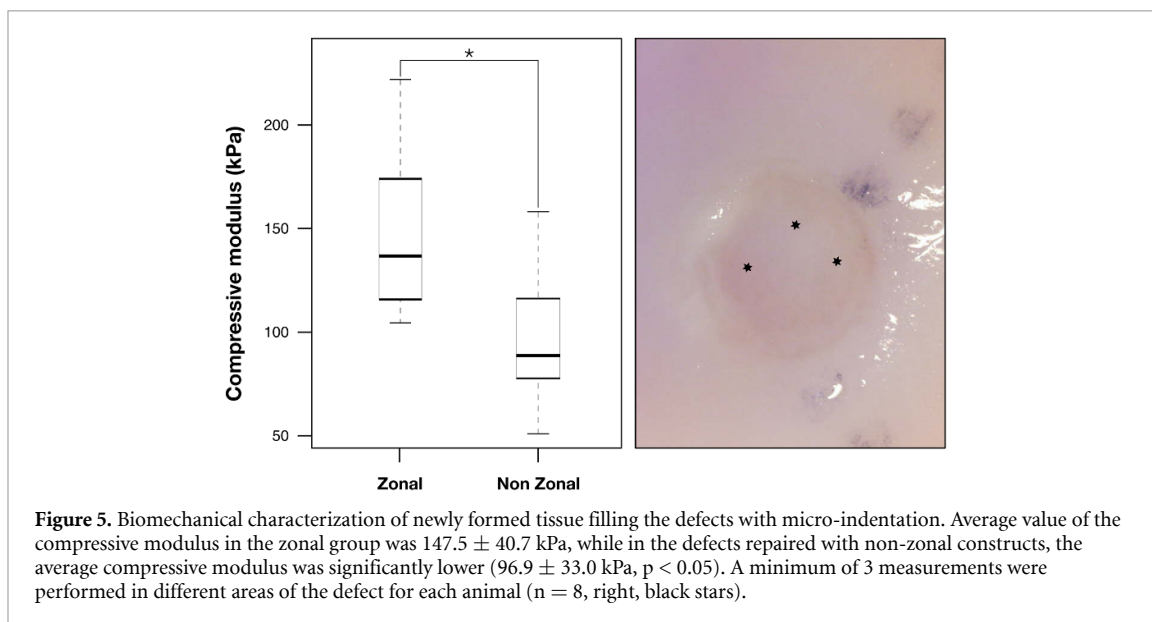 *
200
150
100
50
Compressive modulus (kPa)
Zonal
Non Zonal
Figure 5. Biomechanical characterization of newly formed tissue filling the defects with micro-indentation. Average value of the
compressive modulus in the zonal group was 147.5 ± 40.7 kPa, while in the defects repaired with non-zonal constructs, the
average compressive modulus was significantly lower (96.9 ± 33.0 kPa, p < 0.05). A minimum of 3 measurements were
performed in different areas of the defect for each animal (n = 8, right, black stars).